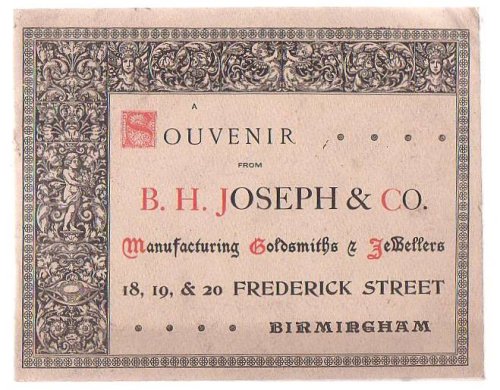 A
SOUVENIR
FROM
B. H. JOSEPH & CO.
Manufacturing Goldsmiths & Jewellers
18, 19, & 20 FREDERICK STREET
BIRMINGHAM